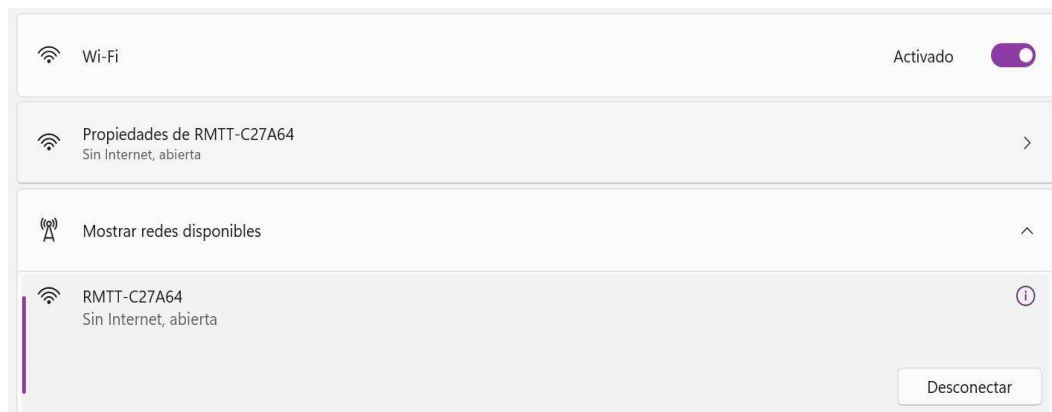 Wi-Fi Activado
Propiedades de RMTT-C27A64
Sin Internet, abierta
Mostrar redes disponibles
RMTT-C27A64
Sin Internet, abierta
Desconectar